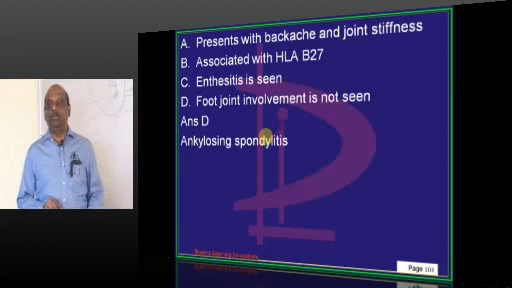 A. Presents with backache and joint stiffness
B. Associated with HLA B27
C. Enthesitis is seen
D. Foot joint involvement is not seen
Ans D
Ankylosing spondylitis
Page 104